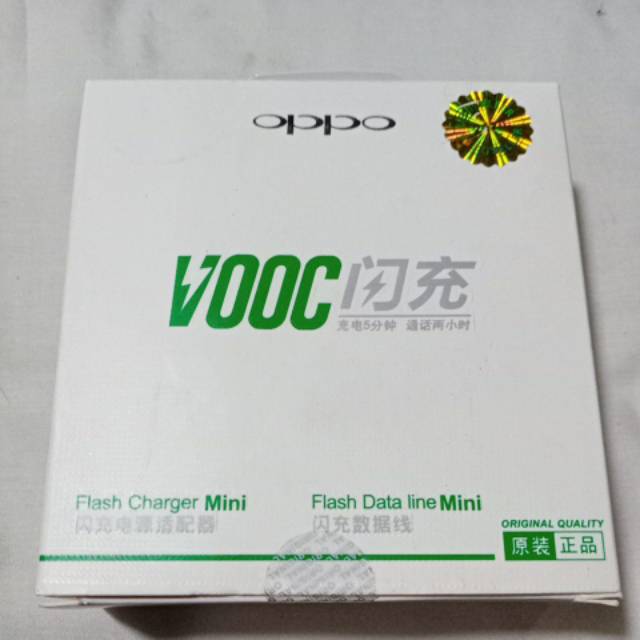 oppo
VOOC闪充
充电5分钟 通话两小时
Flash Charger Mini
闪充电源适配器
Flash Data line Mini
闪充数据线
ORIGINAL QUALITY
原装正品